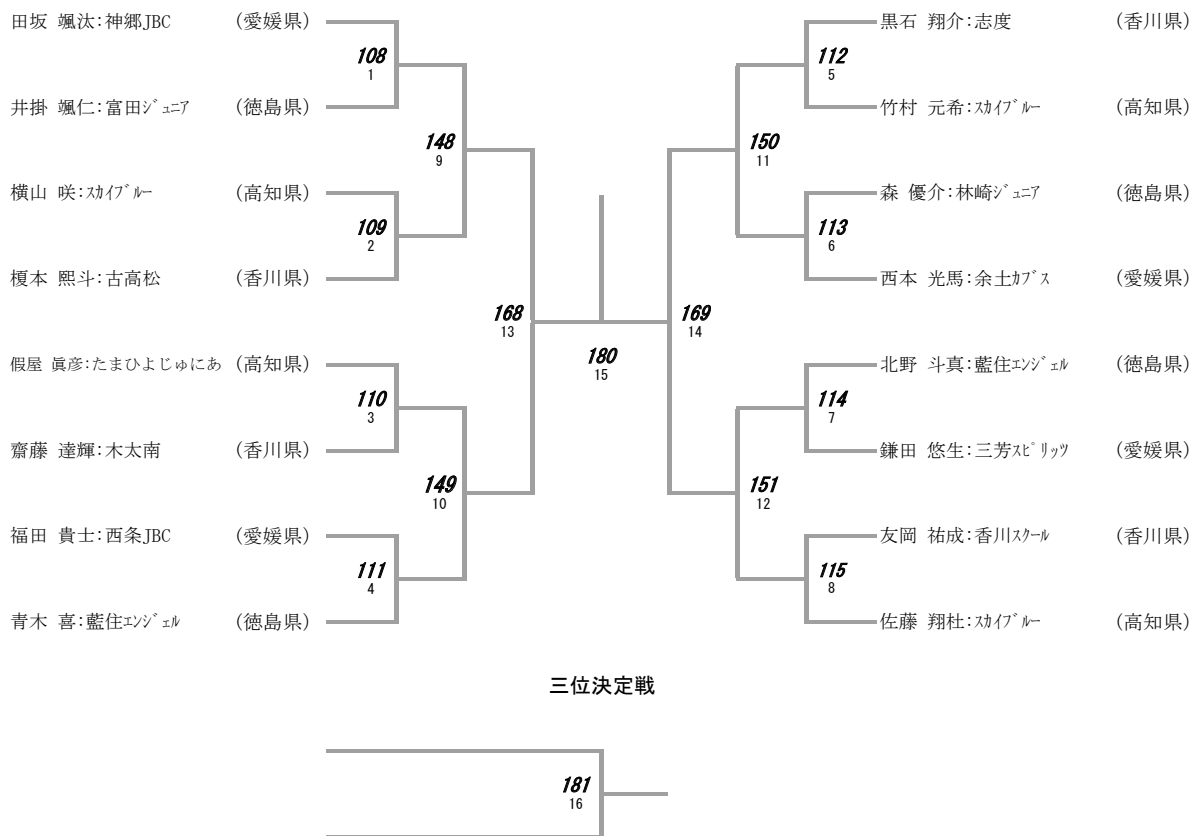 田坂 颯汰:神郷JBC (愛媛県)
108
1
井掛 颯仁:富田ｼﾞｭﾆｱ (徳島県)
148
9
横山 咲:ｽｶｲﾌﾞﾙｰ (高知県)
109
2
榎本 熙斗:古高松 (香川県)
168
13
假屋 眞彦:たまひよじゅにあ (高知県)
110
3
齋藤 達輝:木太南 (香川県)
149
10
福田 貴士:西条JBC (愛媛県)
111
4
青木 喜:藍住ｴﾝｼﾞｪﾙ (徳島県)
180
15
黒石 翔介:志度 (香川県)
112
5
竹村 元希:ｽｶｲﾌﾞﾙｰ (高知県)
150
11
森 優介:林崎ｼﾞｭﾆｱ (徳島県)
113
6
西本 光馬:余土ｶﾌﾞｽ (愛媛県)
169
14
北野 斗真:藍住ｴﾝｼﾞｪﾙ (徳島県)
114
7
鎌田 悠生:三芳ｽﾋﾟﾘｯﾂ (愛媛県)
151
12
友岡 祐成:香川ｽｸｰﾙ (香川県)
115
8
佐藤 翔杜:ｽｶｲﾌﾞﾙｰ (高知県)
三位決定戦
181
16